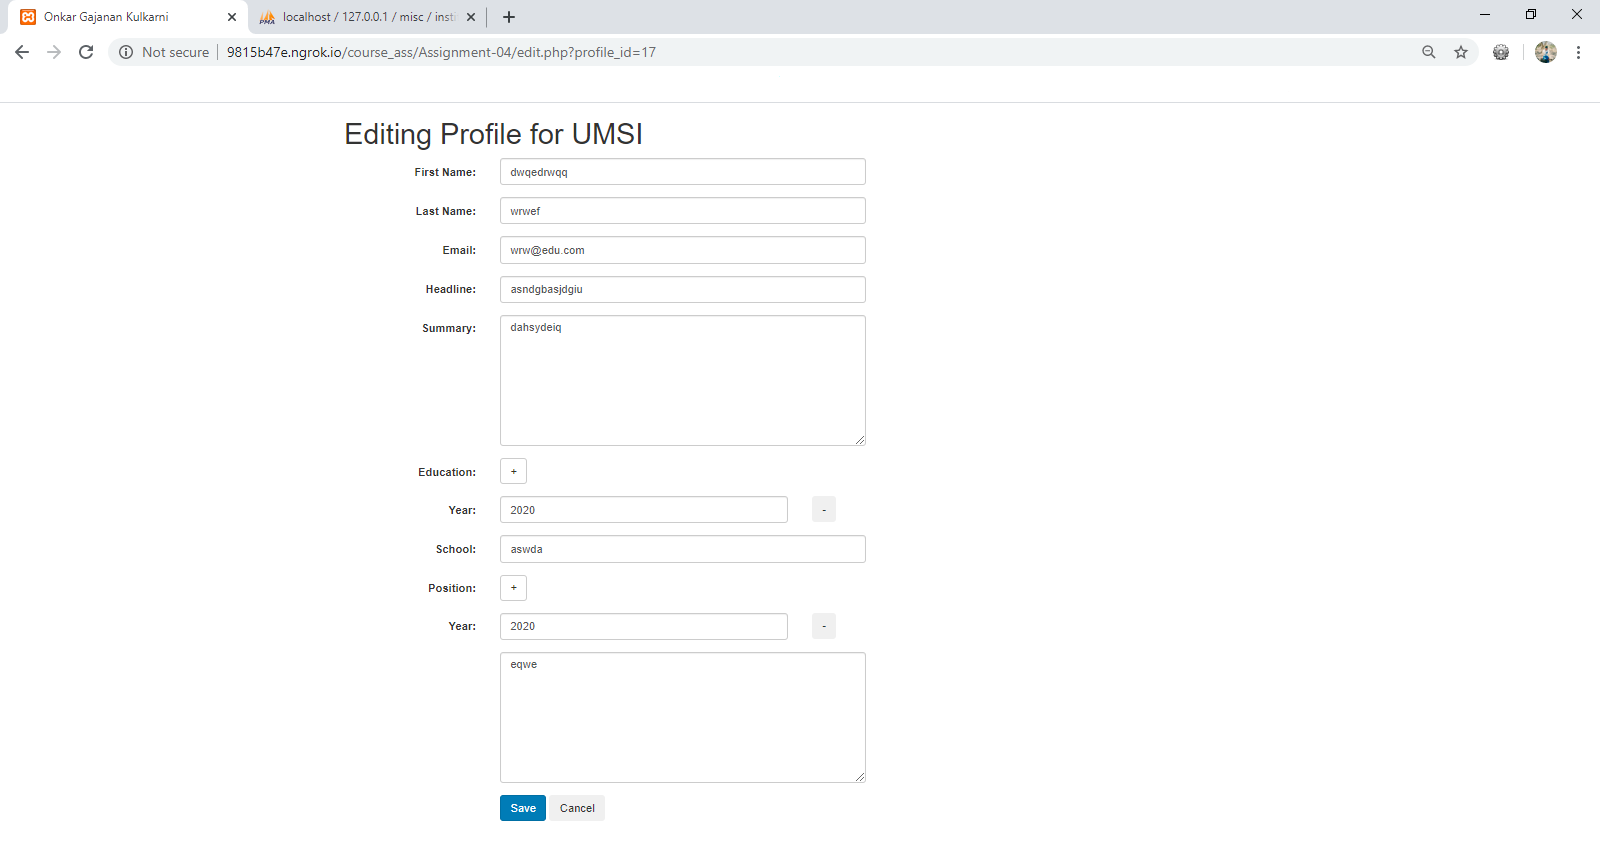 Onkar Gajanan Kulkarni
localhost / 127.0.0.1 / misc / inst
Not secure
9815b47e.ngrok.io/course_ass/Assignment-04/edit.php?profile_id=17
Editing Profile for UMSI
First Name: dwqedrwqq
Last Name: wrwef
Email: wrw@edu.com
Headline: asndgbasjdgiu
Summary: dahsydeiq
Education: +
Year: 2020 -
School: aswda
Position: +
Year: 2020 -
eqwe
Save Cancel